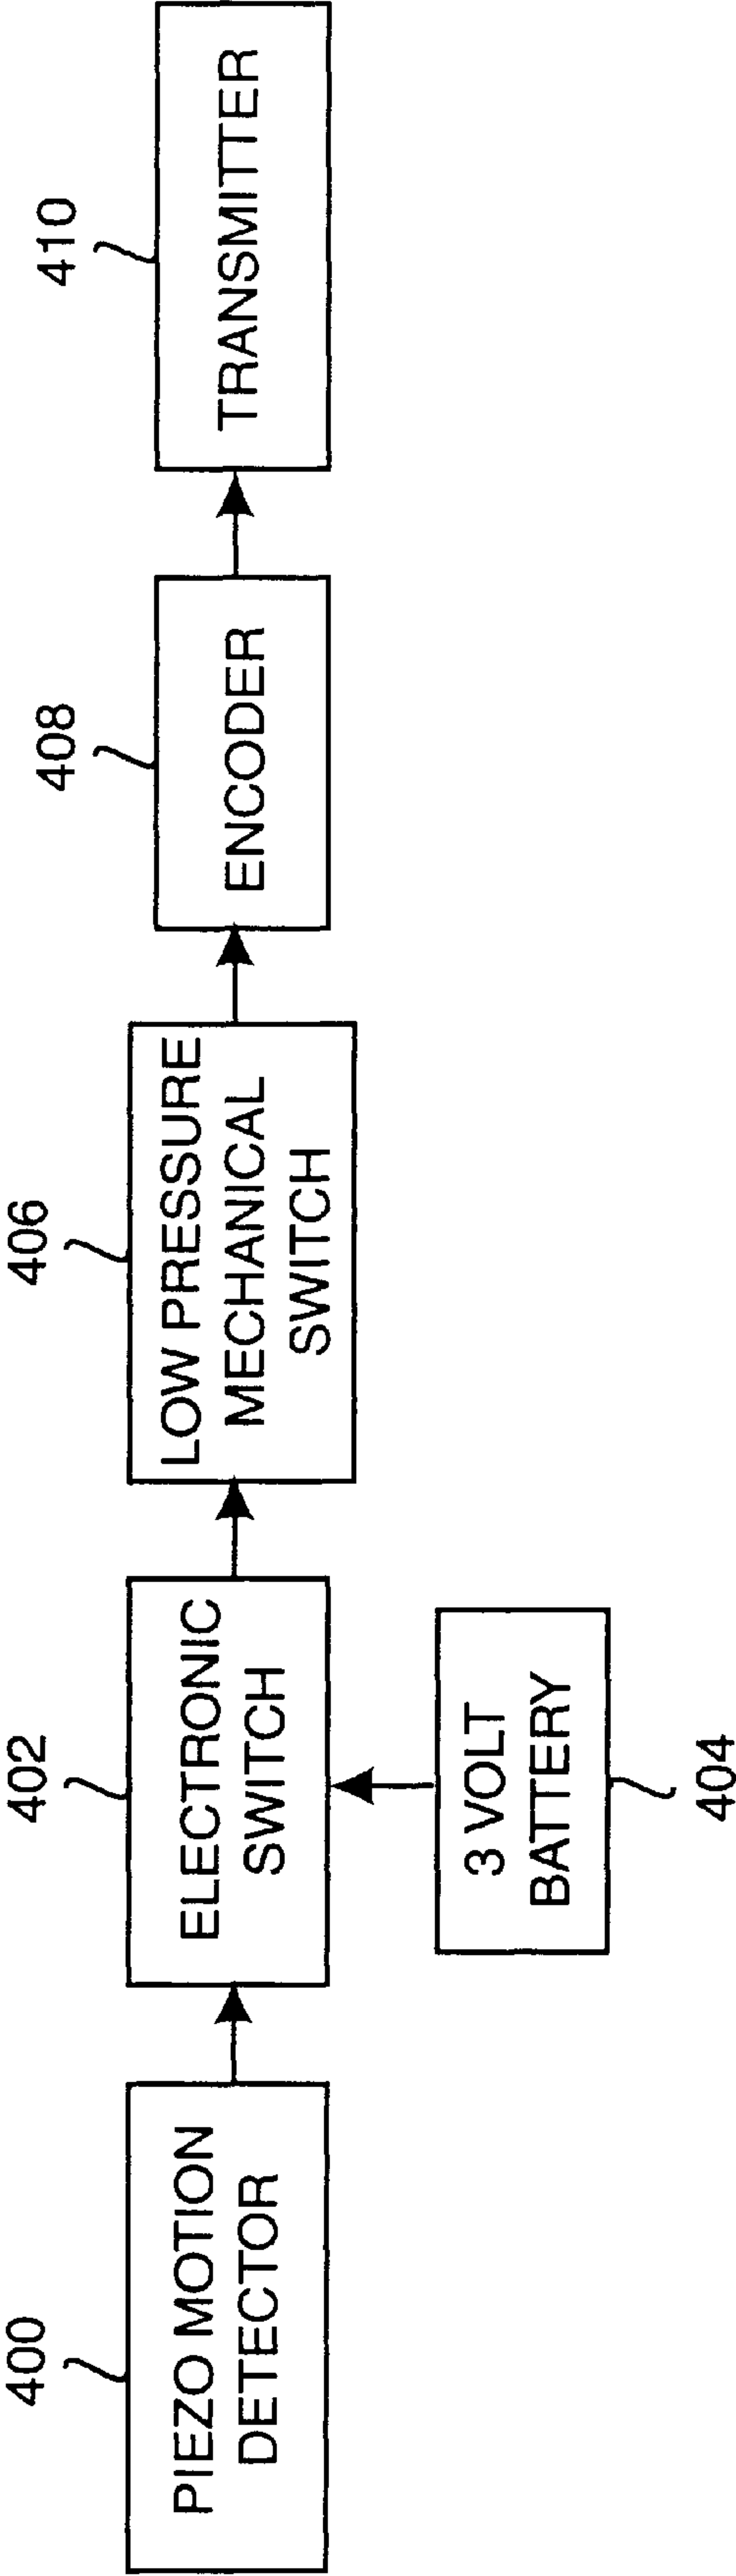 400
PIEZO MOTION
DETECTOR
402
ELECTRONIC
SWITCH
404
3 VOLT
BATTERY
406
LOW PRESSURE
MECHANICAL
SWITCH
408
ENCODER
410
TRANSMITTER